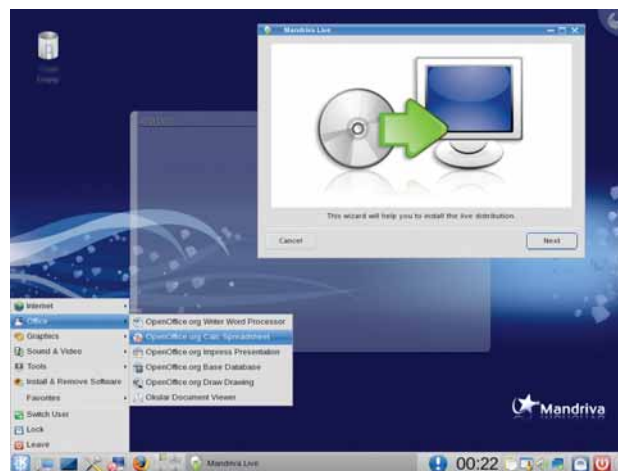 Mandriva Live
This wizard will help you to install the live distribution.
Cancel
Next
Internet
Office
Graphics
Sound & Video
Tools
Install & Remove Software
Favorites
Switch User
Lock
Leave
OpenOffice.org Writer Word Processor
OpenOffice.org Calc Spreadsheet
OpenOffice.org Impress Presentation
OpenOffice.org Base Database
OpenOffice.org Draw Drawing
Okular Document Viewer
Mandriva
Mandriva Live
00:22